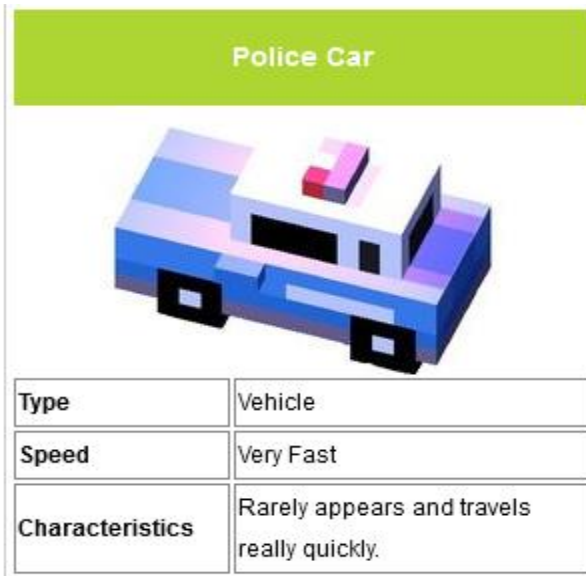 Police Car
Type Vehicle
Speed Very Fast
Characteristics Rarely appears and travels
really quickly.